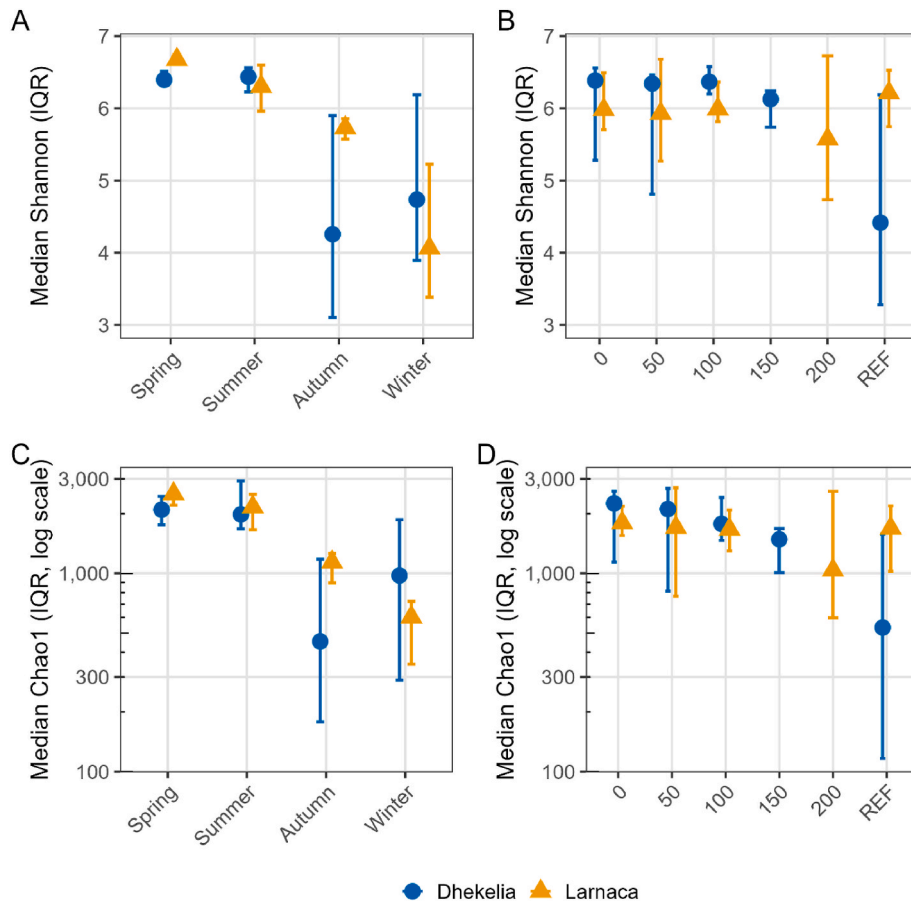 A
Median Shannon (IQR)
7
6
5
4
3
Spring
Summer
Autumn
Winter
B
Median Shannon (IQR)
7
6
5
4
3
0
50
100
150
200
REF
C
Median Chao1 (IQR, log scale)
3,000
1,000
300
100
Spring
Summer
Autumn
Winter
D
Median Chao1 (IQR, log scale)
3,000
1,000
300
100
0
50
100
150
200
REF
Dhekelia Larnaca